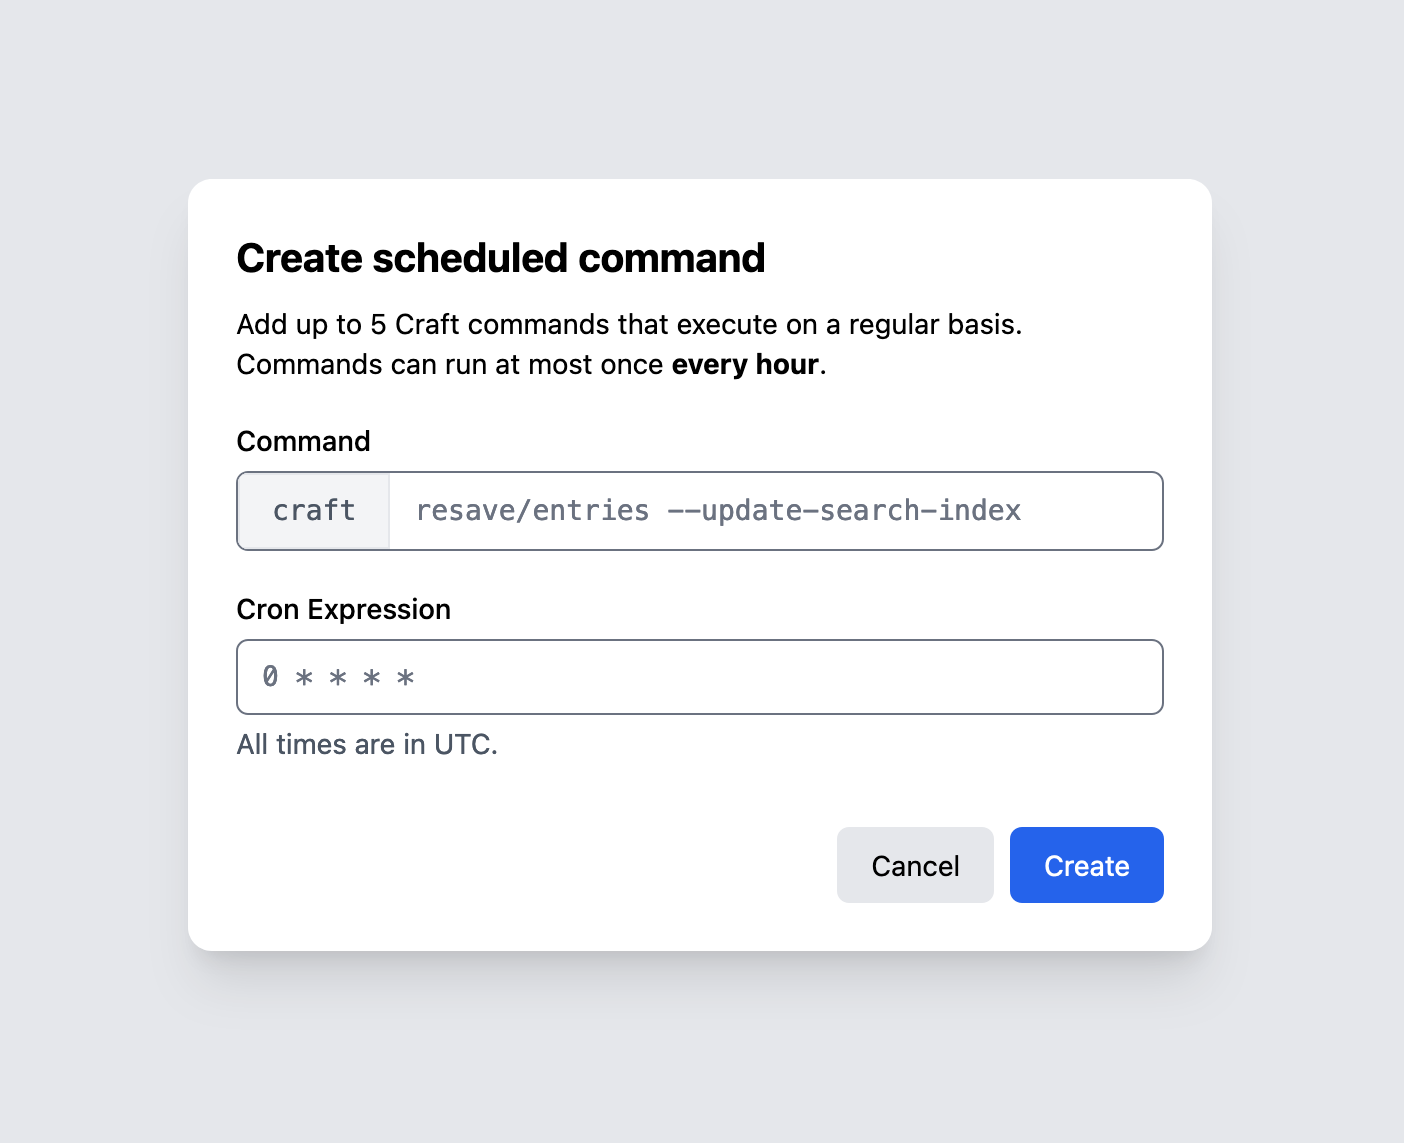 Create scheduled command
Add up to 5 Craft commands that execute on a regular basis.
Commands can run at most once every hour.
Command
craft resave/entries --update-search-index
Cron Expression
0 * * * *
All times are in UTC.
Cancel Create